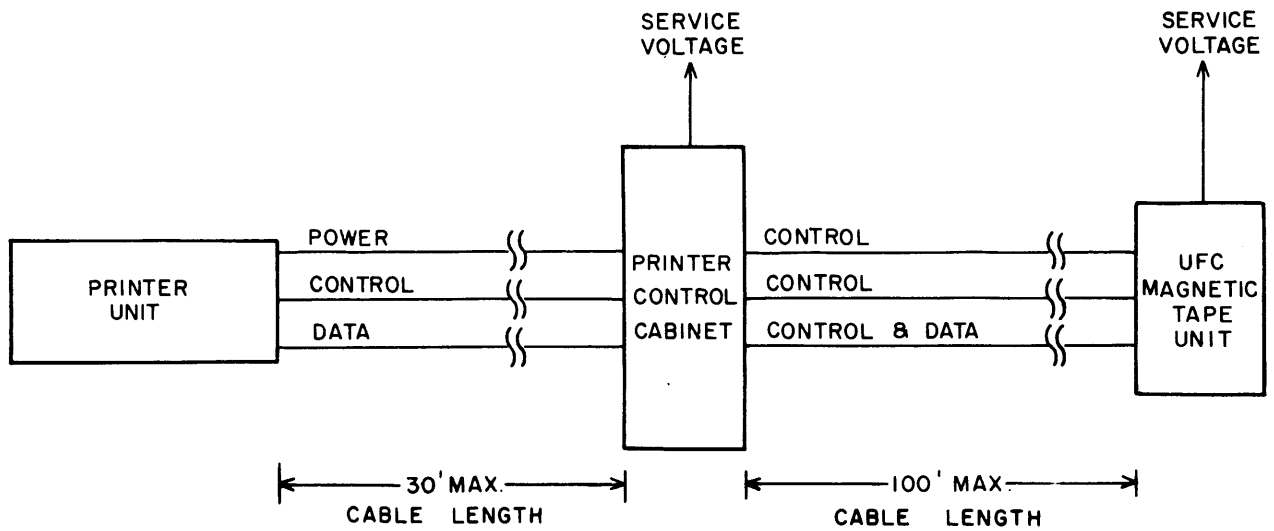 SERVICE
VOLTAGE
SERVICE
VOLTAGE
PRINTER
UNIT
POWER
CONTROL
DATA
PRINTER
CONTROL
CABINET
CONTROL
CONTROL
CONTROL & DATA
UFC
MAGNETIC
TAPE
UNIT
30' MAX.
CABLE LENGTH
100' MAX.
CABLE LENGTH